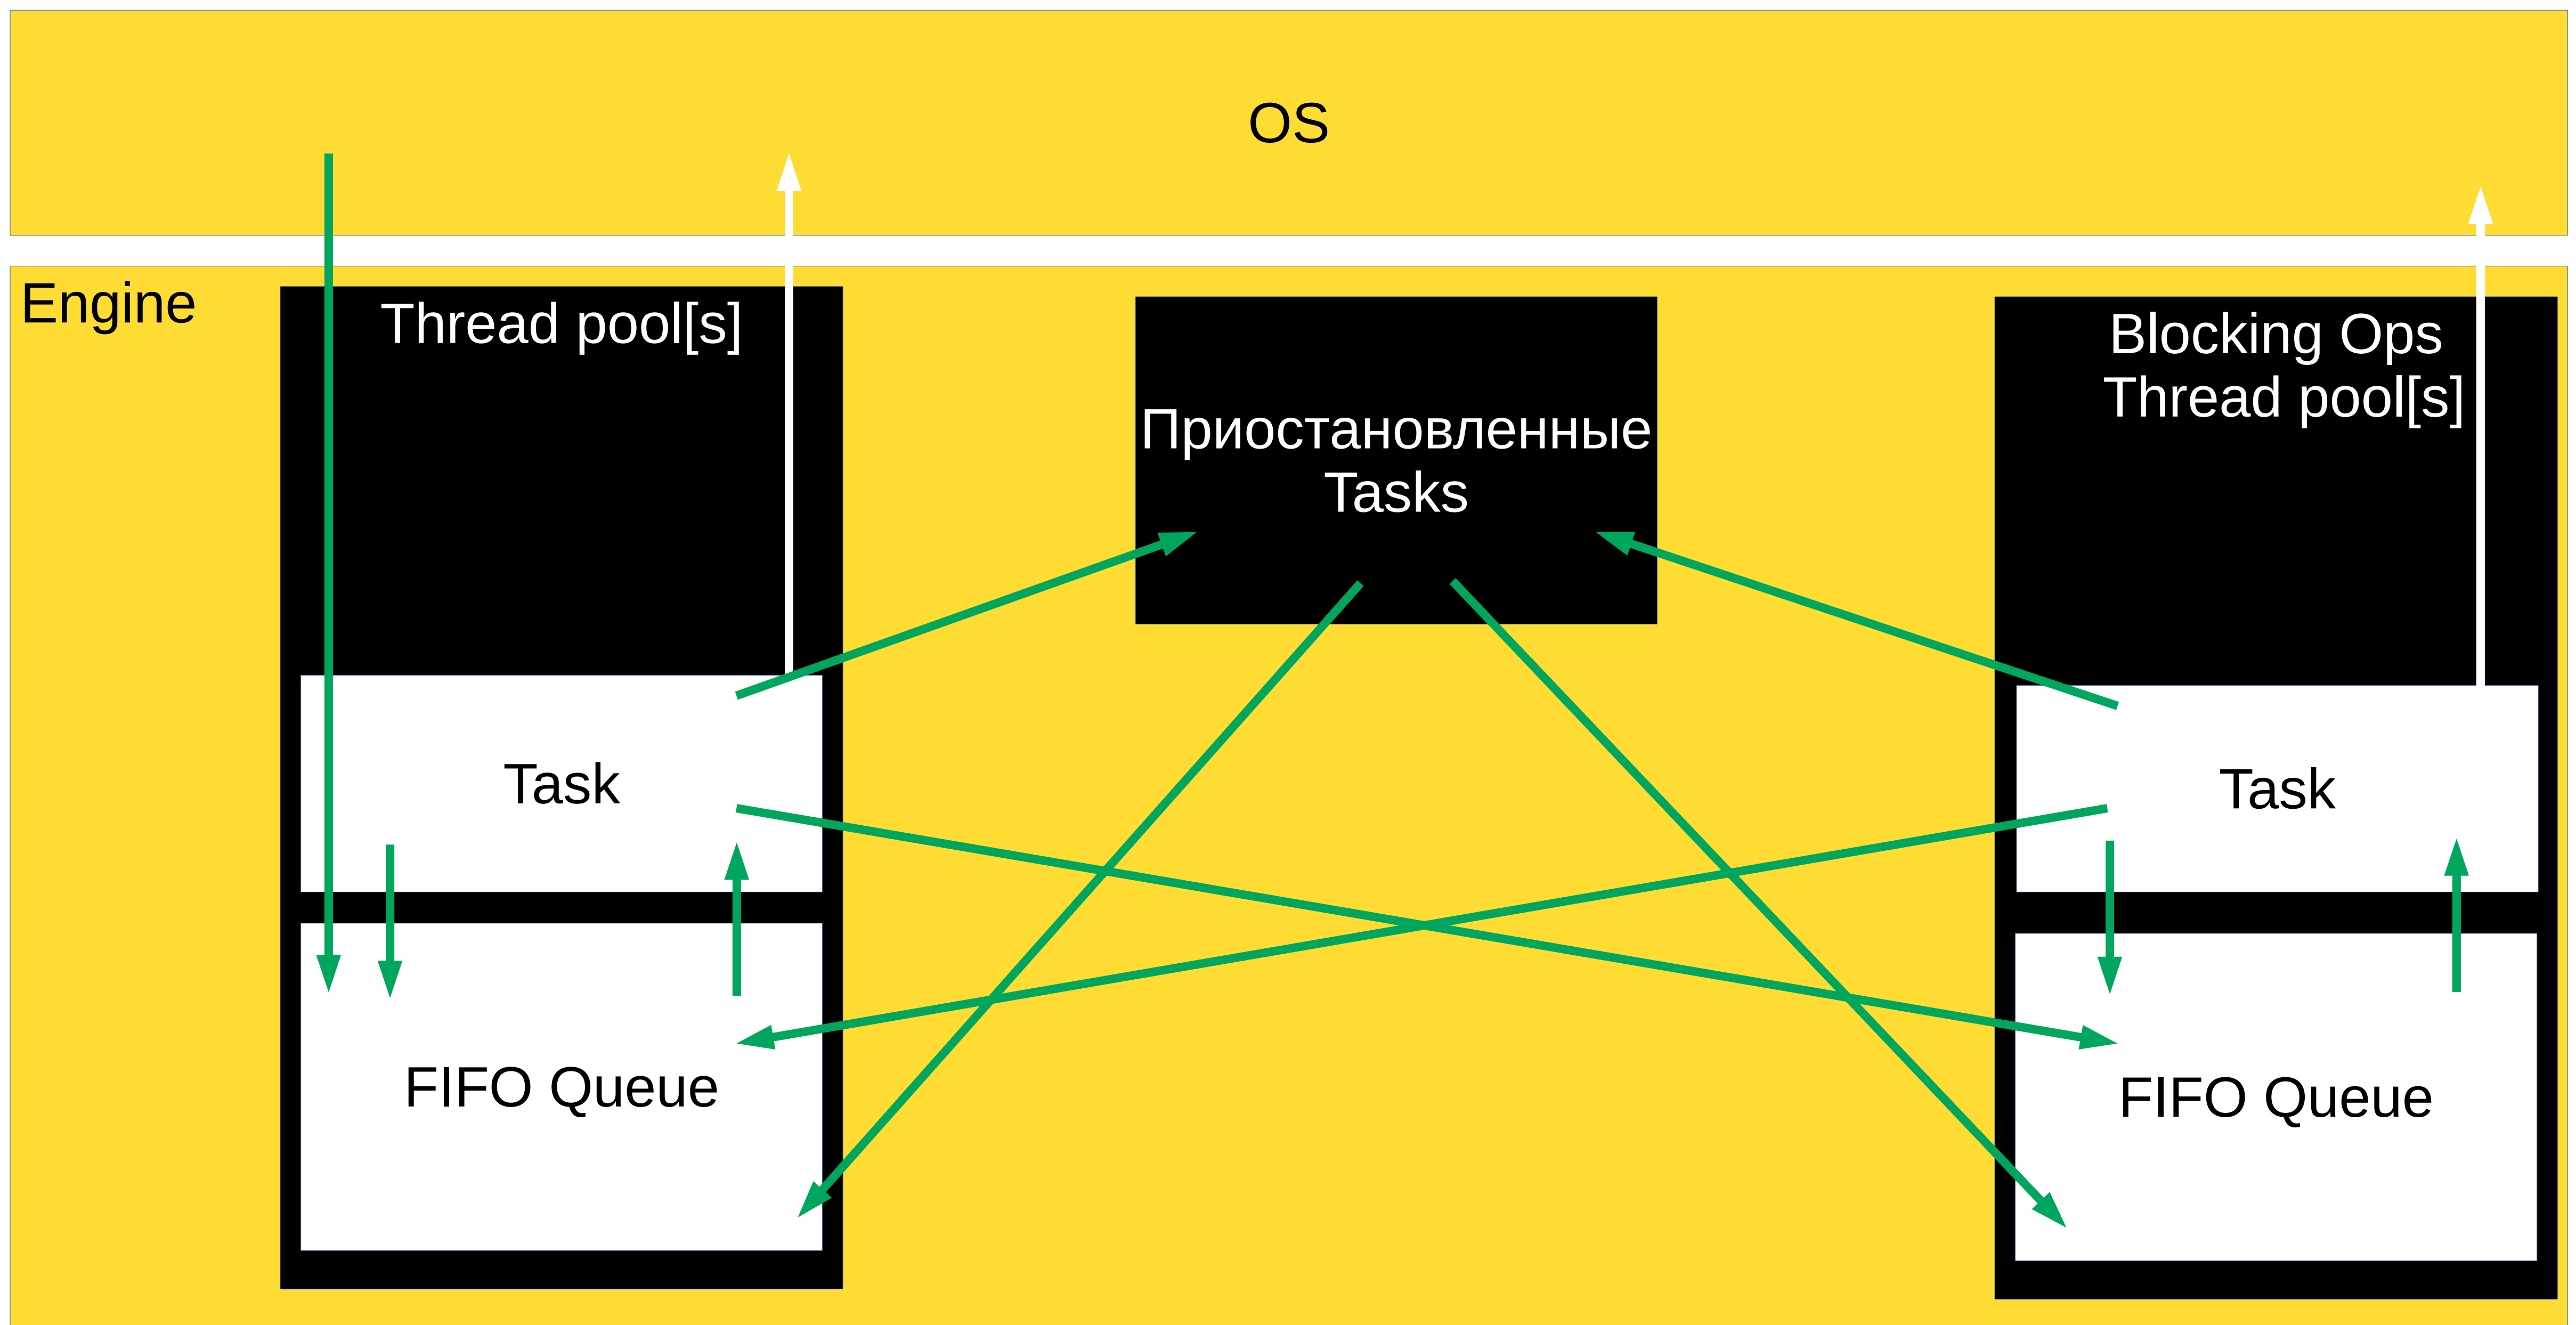 OS
Engine
Thread pool[s]
Приостановленные
Tasks
Blocking Ops
Thread pool[s]
Task
Task
FIFO Queue
FIFO Queue